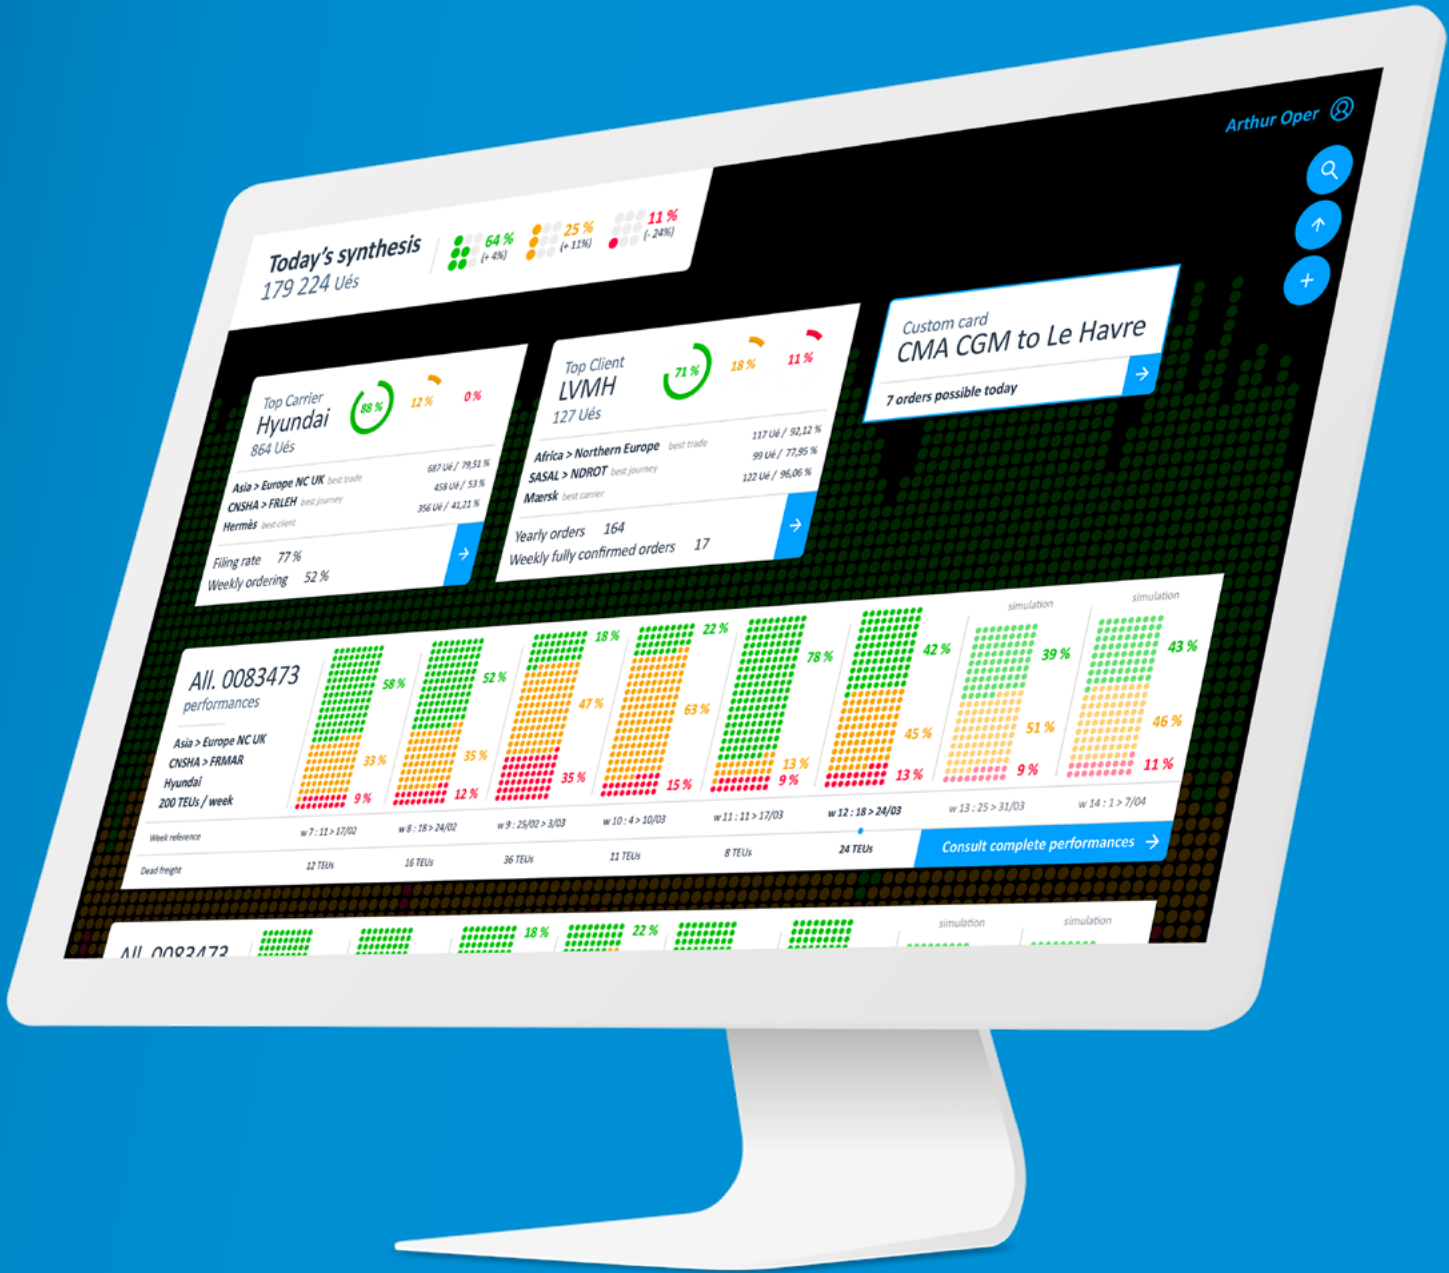 Arthur Oper
Today's synthesis
179 224 Ués
64 %
(+ 4%)
25 %
(+ 11%)
11 %
(- 24%)
Top Carrier
Hyundai
864 Ués
88 %
12 %
0 %
Asia > Europe NC UK best trade 687 Ué / 79,51 %
CNSHA > FRLEH best journey 458 Ué / 53 %
Hermès best client 356 Ué / 41,21 %
Filing rate 77 %
Weekly ordering 52 %
Top Client
LVMH
127 Ués
71 %
18 %
11 %
Africa > Northern Europe best trade 117 Ué / 92,12 %
SASAL > NDROT best journey 99 Ué / 77,95 %
Mærsk best carrier 122 Ué / 96,06 %
Yearly orders 164
Weekly fully confirmed orders 17
Custom card
CMA CGM to Le Havre
7 orders possible today
All. 0083473
performances
Asia > Europe NC UK
CNSHA > FRMAR
Hyundai
200 TEUs / week
58 %
33 %
9 %
52 %
35 %
12 %
18 %
47 %
35 %
22 %
63 %
15 %
78 %
13 %
9 %
42 %
45 %
13 %
simulation
39 %
51 %
9 %
simulation
43 %
46 %
11 %
Week reference w 7 : 11 > 17/02 w 8 : 18 > 24/02 w 9 : 25/02 > 3/03 w 10 : 4 > 10/03 w 11 : 11 > 17/03 w 12 : 18 > 24/03 w 13 : 25 > 31/03 w 14 : 1 > 7/04
Dead freight 12 TEUs 16 TEUs 36 TEUs 11 TEUs 8 TEUs 24 TEUs
Consult complete performances
All. 0083473
18 %
22 %
simulation
simulation